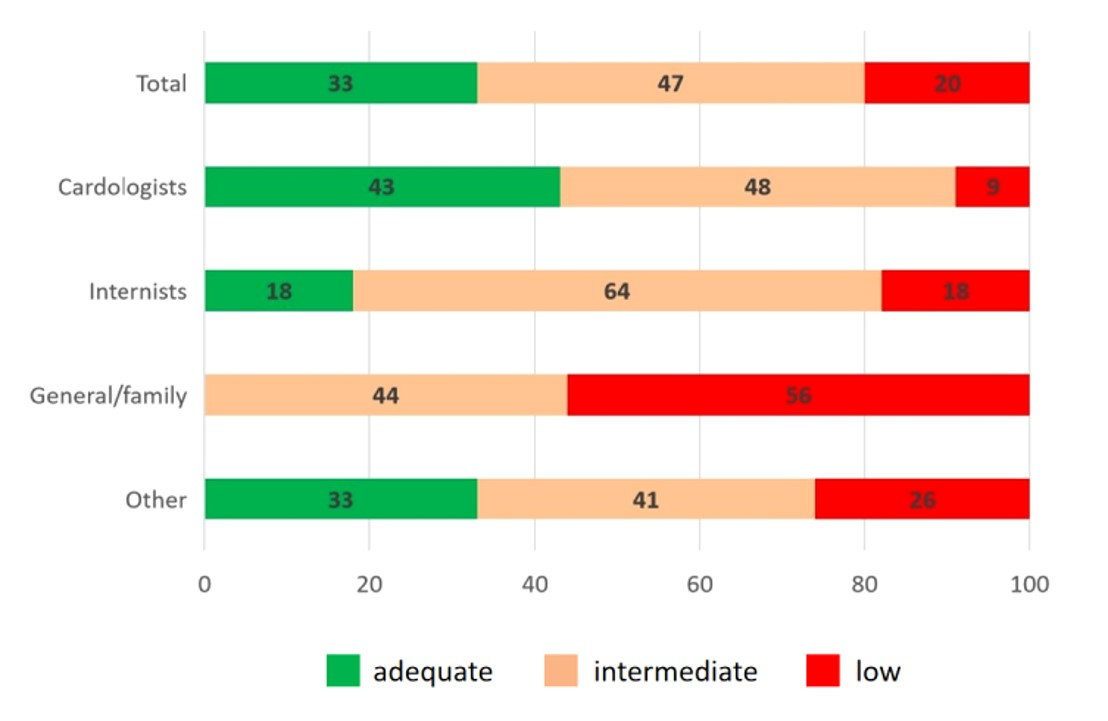 Total 33 47 20
Cardologists 43 48 9
Internists 18 64 18
General/family 44 56
Other 33 41 26
0 20 40 60 80 100
adequate intermediate low